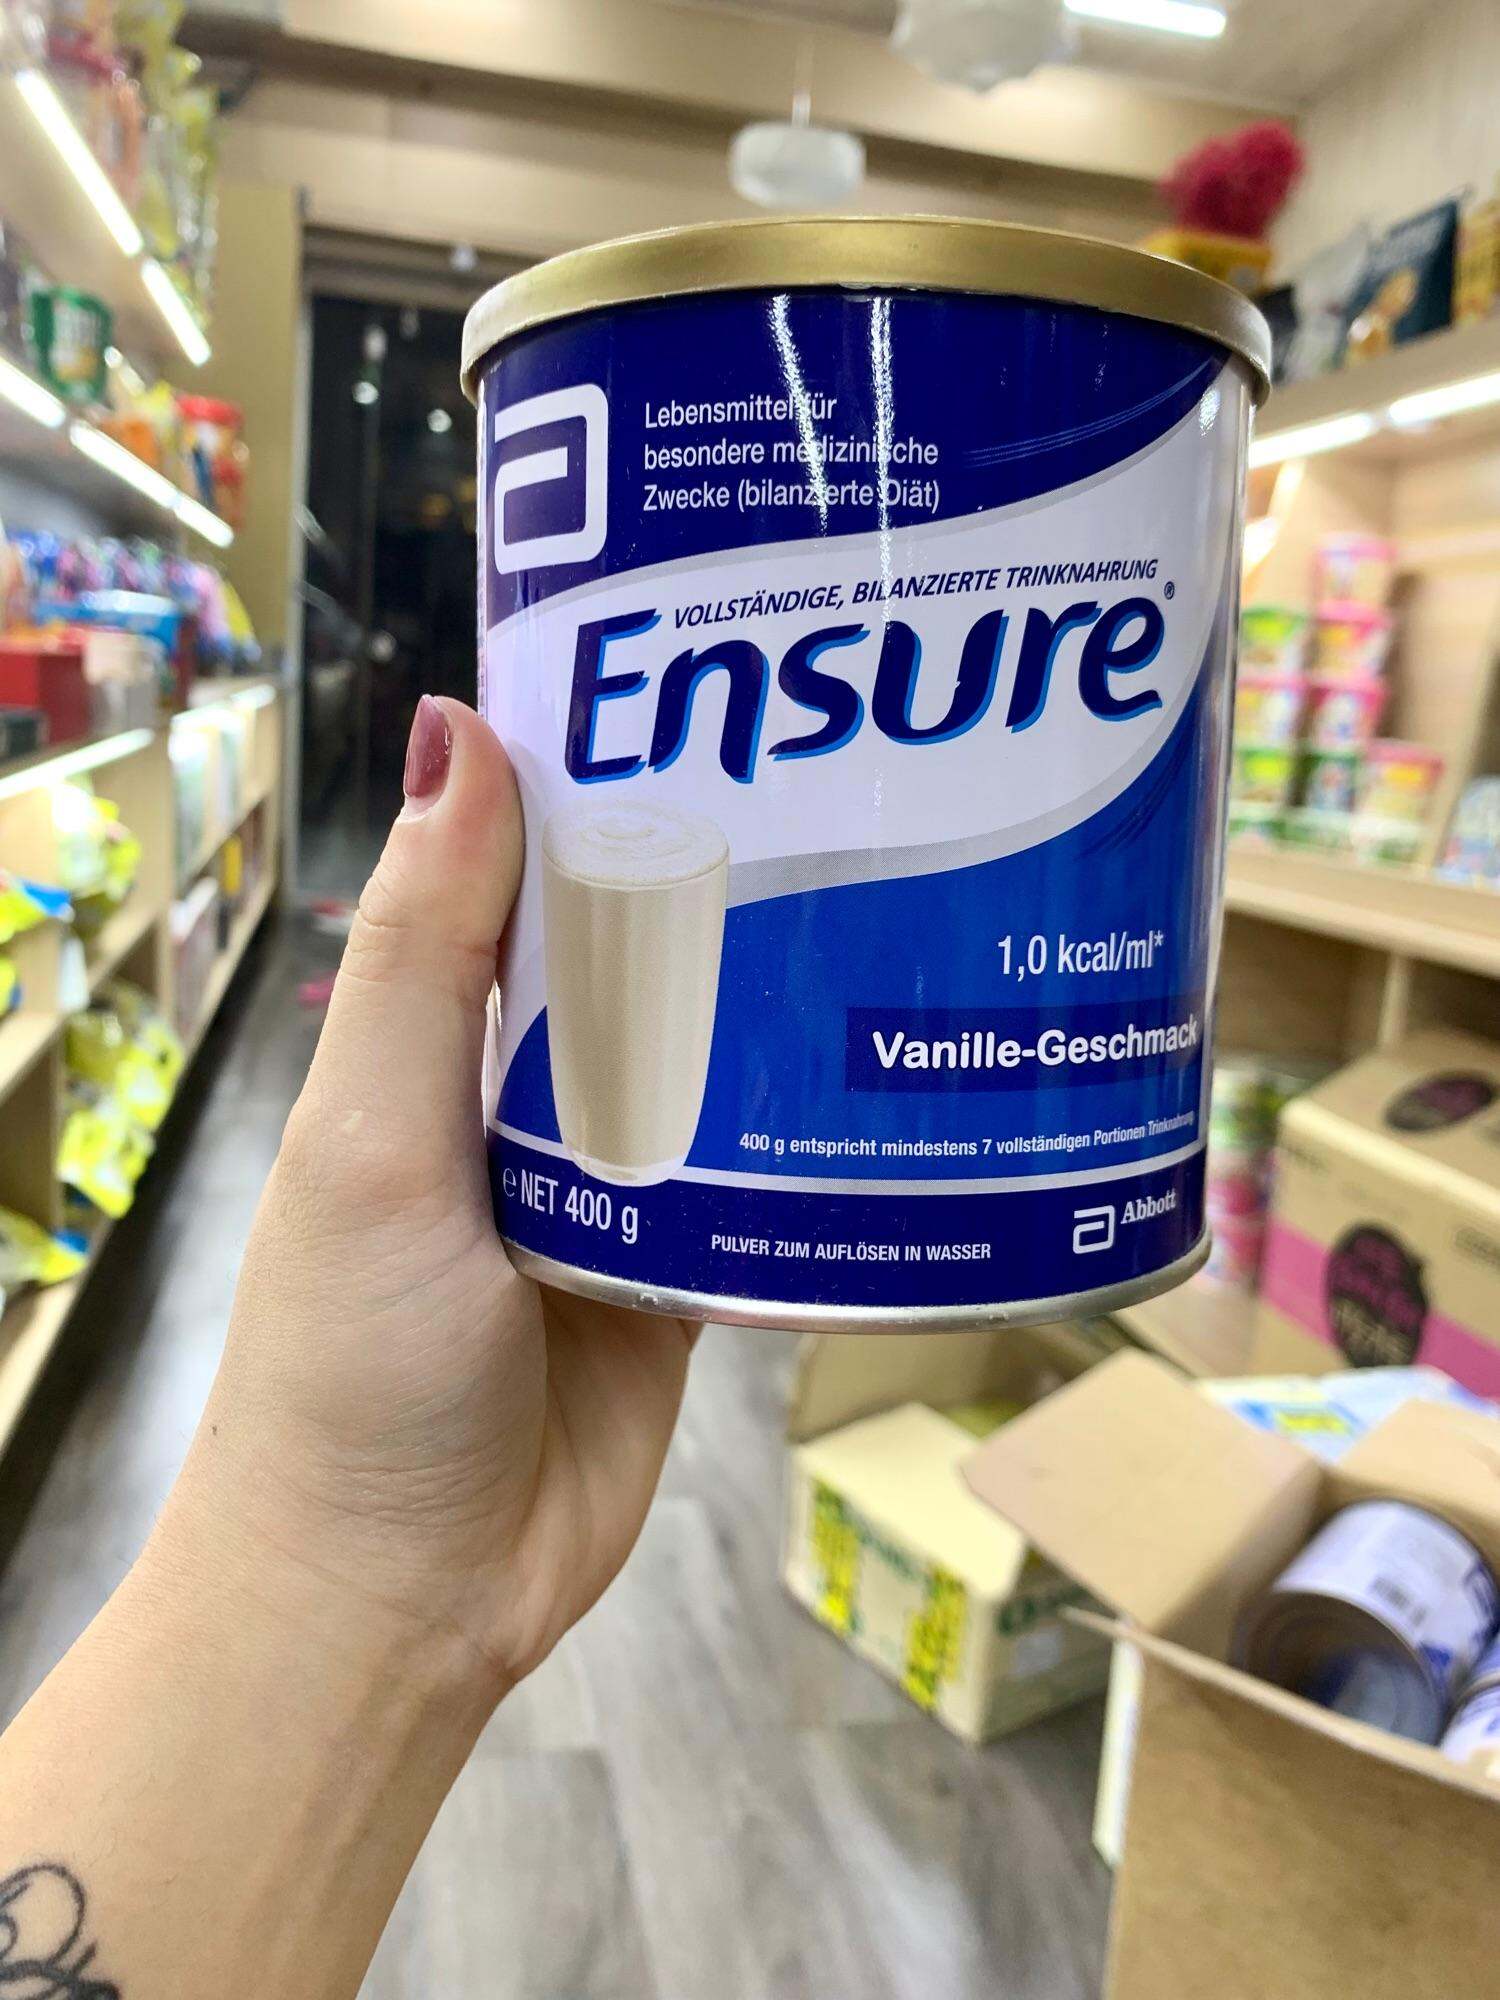 Lebensmittel für
besondere medizinische
Zwecke (bilanzierte Diät)
VOLLSTÄNDIGE, BILANZIERTE TRINKNAHRUNG
Ensure®
1,0 kcal/ml*
Vanille-Geschmack
400 g entspricht mindestens 7 vollständigen Portionen Trinknahrung
e NET 400 g
PULVER ZUM AUFLÖSEN IN WASSER
a Abbott